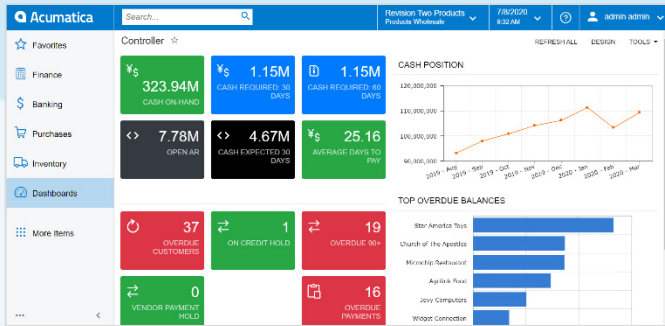 Acumatica
Search...
Revision Two Products
Products Wholesale
7/8/2020
9:32 AM
admin admin
Favorites
Finance
Banking
Purchases
Inventory
Dashboards
More Items
Controller
REFRESH ALL DESIGN TOOLS
¥$ 323.94M
CASH ON-HAND
¥$ 1.15M
CASH REQUIRED: 30
DAYS
1.15M
CASH REQUIRED: 60
DAYS
7.78M
OPEN AR
4.67M
CASH EXPECTED 30
DAYS
¥$ 25.16
AVERAGE DAYS TO
PAY
37
OVERDUE
CUSTOMERS
1
ON CREDIT HOLD
19
OVERDUE 90+
0
VENDOR PAYMENT
HOLD
16
OVERDUE
PAYMENTS
CASH POSITION
120,000,000
110,000,000
100,000,000
90,000,000
2019 - Aug
2019 - Sep
2019 - Oct
2019 - Nov
2019 - Dec
2020 - Jan
2020 - Feb
2020 - Mar
TOP OVERDUE BALANCES
Star America Toys
Church of The Apostles
Microchip Restaurant
Agrilink Food
Jevy Computers
Widget Connection